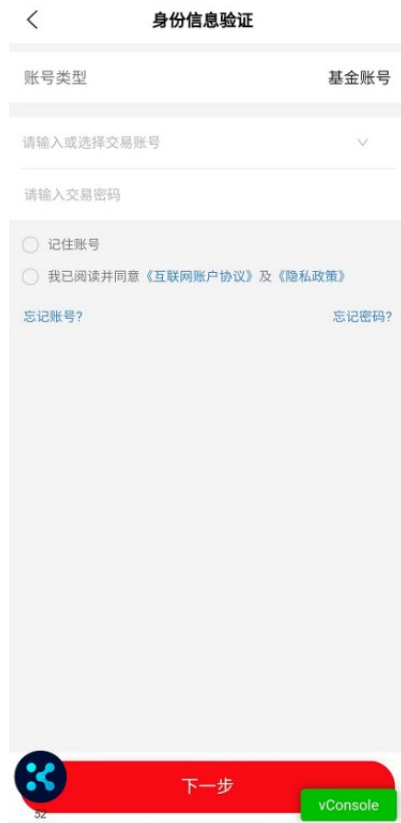 身份信息验证
账号类型 基金账号
请输入或选择交易账号
请输入交易密码
记住账号
我已阅读并同意《互联网账户协议》及《隐私政策》
忘记账号? 忘记密码?
下一步
vConsole
52